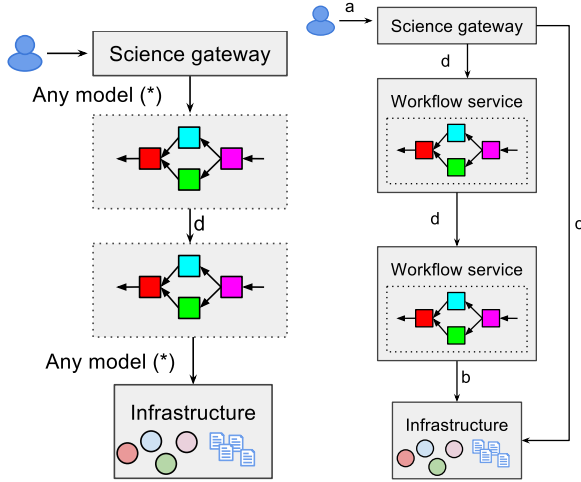 Science gateway
Any model (*)
d
Any model (*)
Infrastructure
a
Science gateway
d
Workflow service
d
c
Workflow service
b
Infrastructure